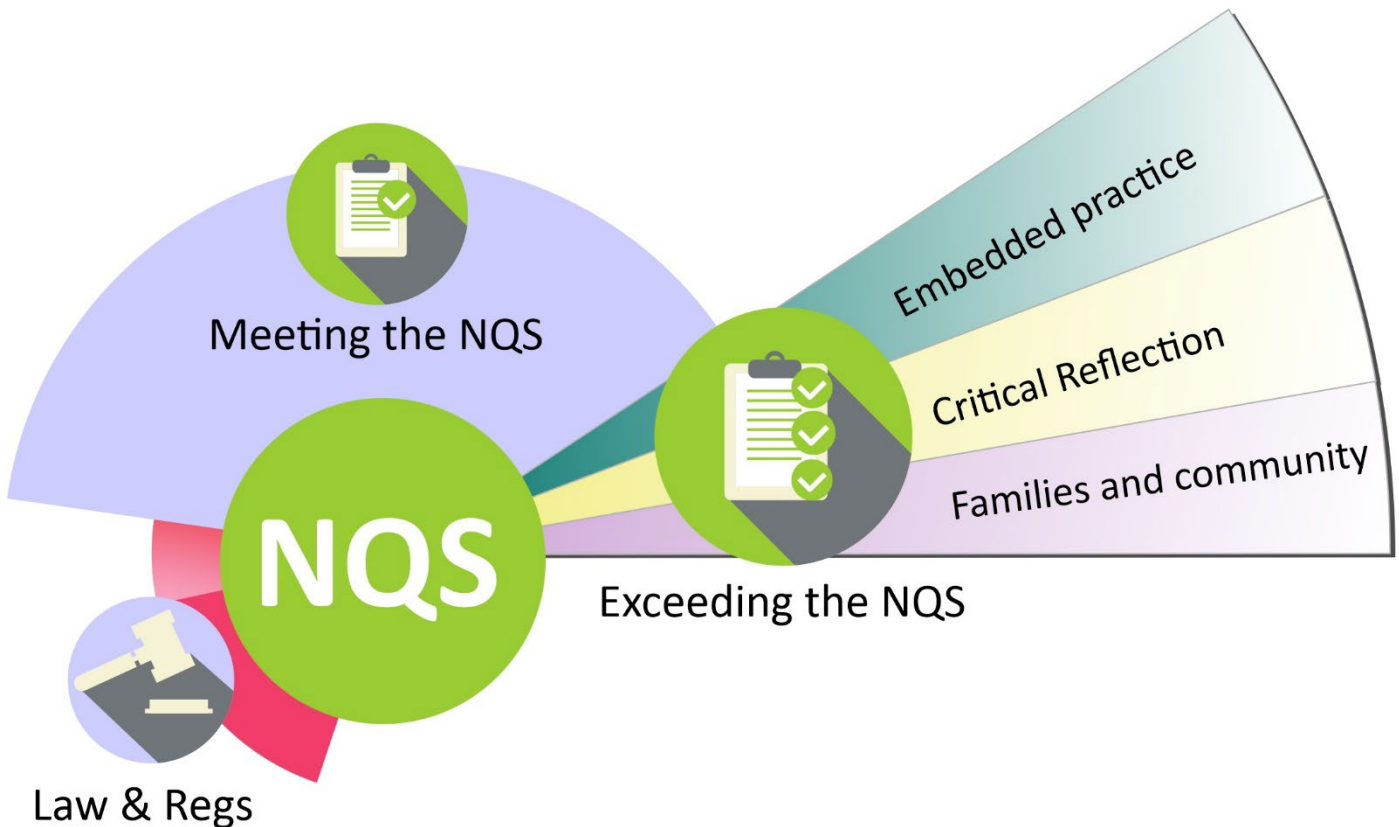 Embedded practice
Meeting the NQS
Critical Reflection
Families and community
NQS
Exceeding the NQS
Law & Regs